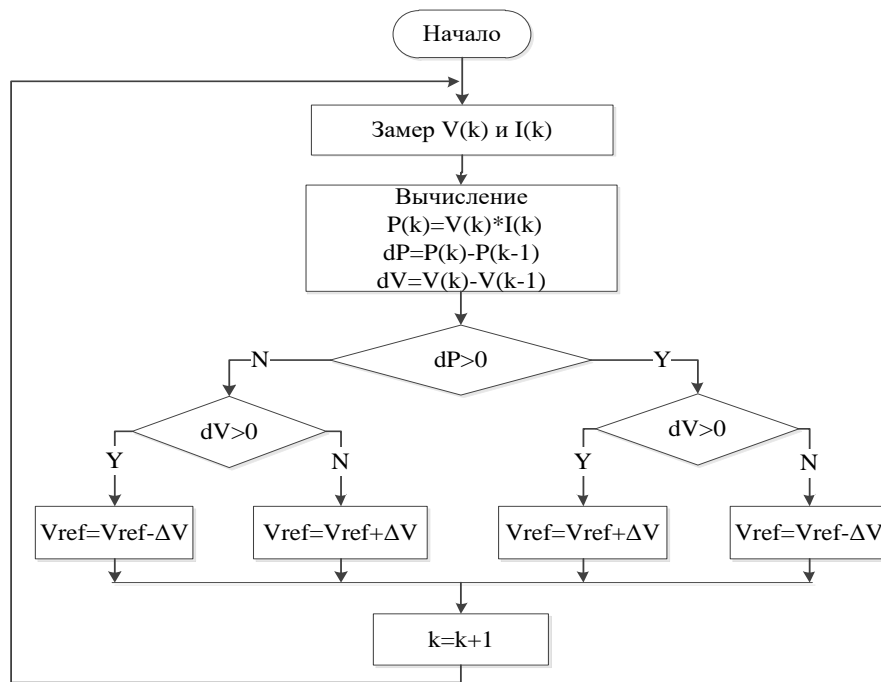 Начало
Замер V(k) и I(k)
Вычисление
P(k)=V(k)*I(k)
dP=P(k)-P(k-1)
dV=V(k)-V(k-1)
N
dP>0
Y
dV>0
dV>0
Y
N
Y
N
Vref=Vref-ΔV
Vref=Vref+ΔV
Vref=Vref+ΔV
Vref=Vref-ΔV
k=k+1